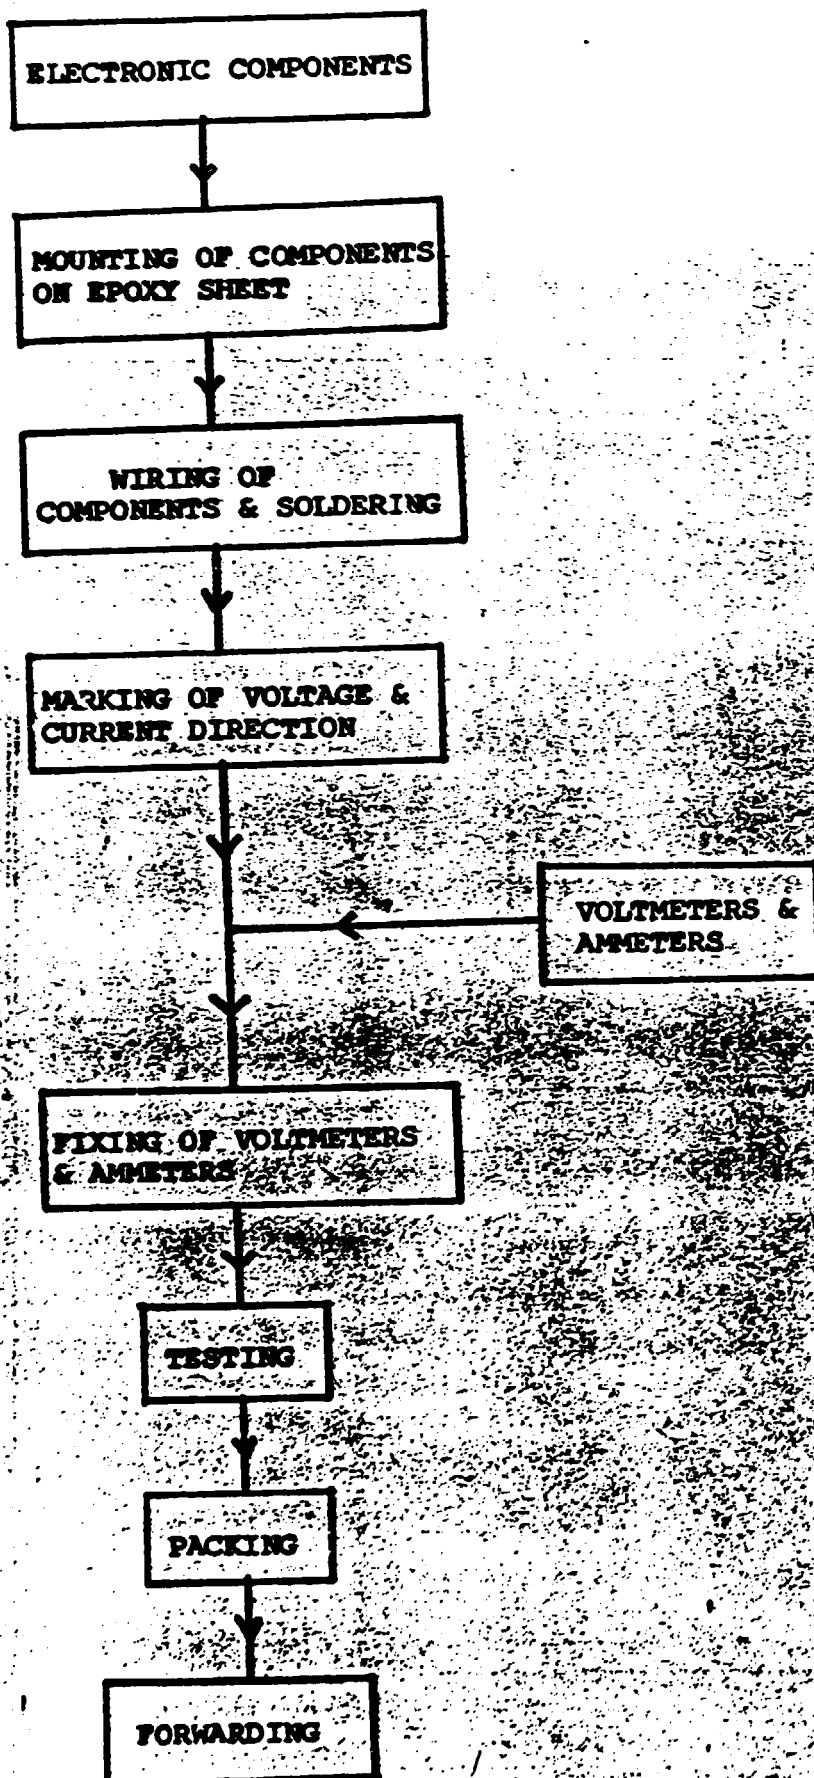 ELECTRONIC COMPONENTS
MOUNTING OF COMPONENTS
ON EPOXY SHEET
WIRING OF
COMPONENTS & SOLDERING
MARKING OF VOLTAGE &
CURRENT DIRECTION
VOLTMETERS &
AMMETERS
FIXING OF VOLTMETERS
& AMMETERS
TESTING
PACKING
FORWARDING